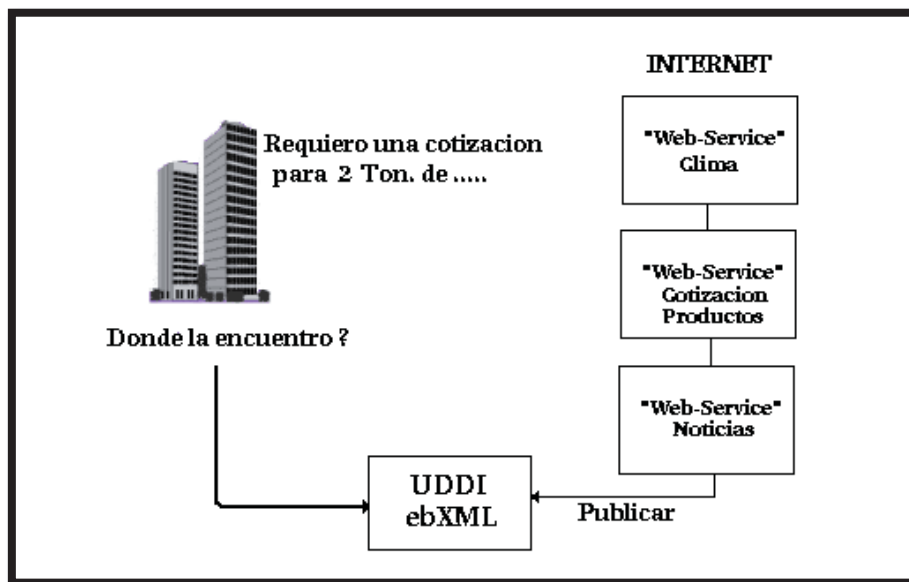 INTERNET
"Web-Service"
Clima
Requiero una cotizacion
para 2 Ton. de .....
"Web-Service"
Cotizacion
Productos
Donde la encuentro ?
"Web-Service"
Noticias
UDDI
ebXML
Publicar